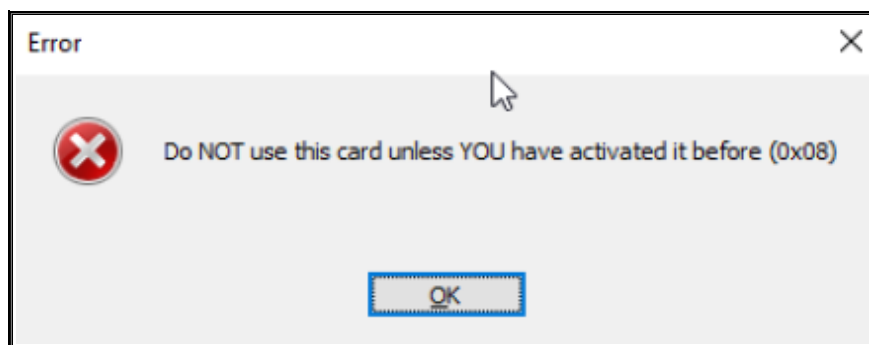 Error
Do NOT use this card unless YOU have activated it before (0x08)
OK